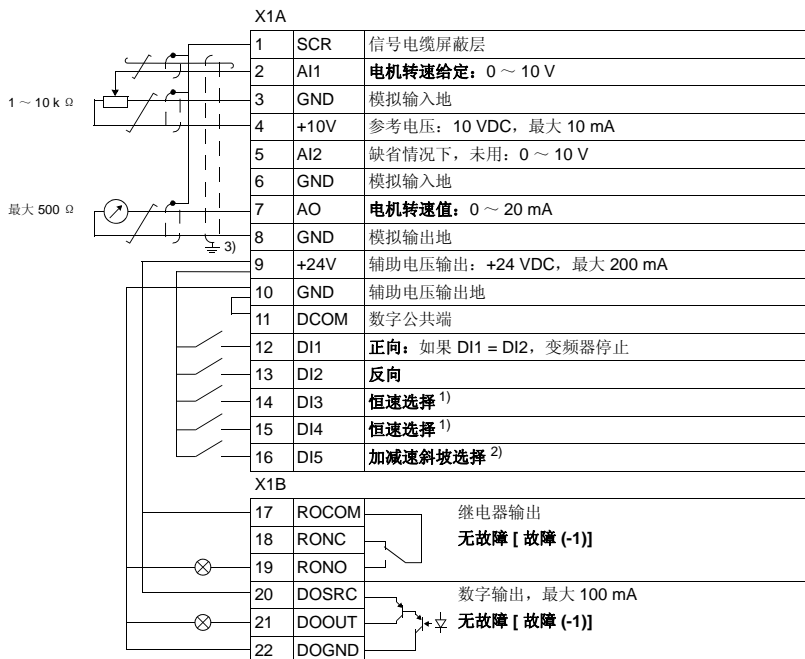 X1A
1 SCR 信号电缆屏蔽层
2 AI1 电机转速给定：0 ～ 10 V
1 ～ 10 k Ω
3 GND 模拟输入地
4 +10V 参考电压：10 VDC，最大 10 mA
5 AI2 缺省情况下，未用：0 ～ 10 V
6 GND 模拟输入地
最大 500 Ω
7 AO 电机转速值：0 ～ 20 mA
8 GND 模拟输出地
3)
9 +24V 辅助电压输出：+24 VDC，最大 200 mA
10 GND 辅助电压输出地
11 DCOM 数字公共端
12 DI1 正向：如果 DI1 = DI2，变频器停止
13 DI2 反向
14 DI3 恒速选择 1)
15 DI4 恒速选择 1)
16 DI5 加减速斜坡选择 2)
X1B
17 ROCOM 继电器输出
18 RONC 无故障 [ 故障 (-1)]
19 RONO
20 DOSRC 数字输出，最大 100 mA
21 DOOUT 无故障 [ 故障 (-1)]
22 DOGND